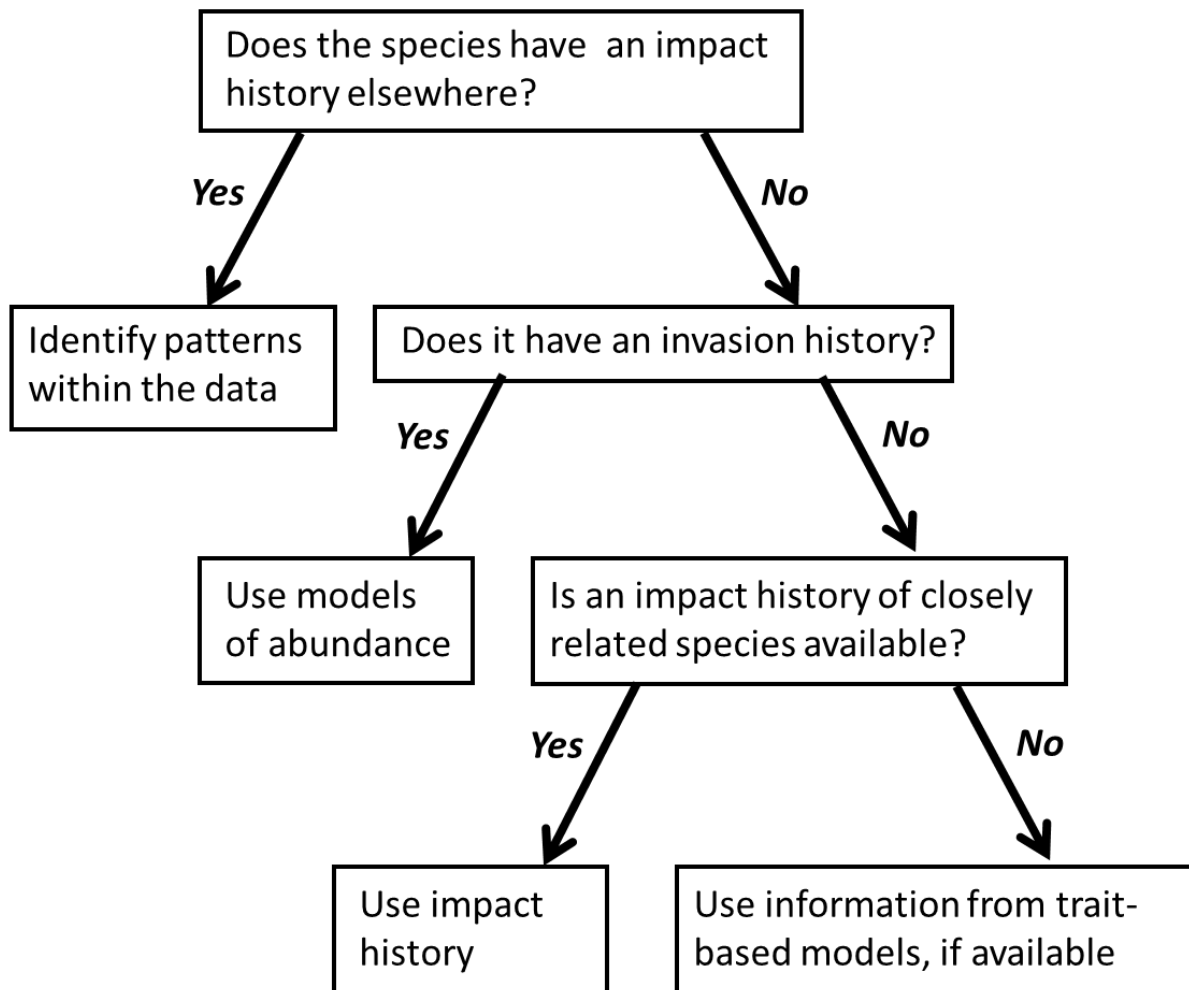 Does the species have an impact
history elsewhere?
Yes
No
Identify patterns
within the data
Does it have an invasion history?
Yes
No
Use models
of abundance
Is an impact history of closely
related species available?
Yes
No
Use impact
history
Use information from trait-
based models, if available